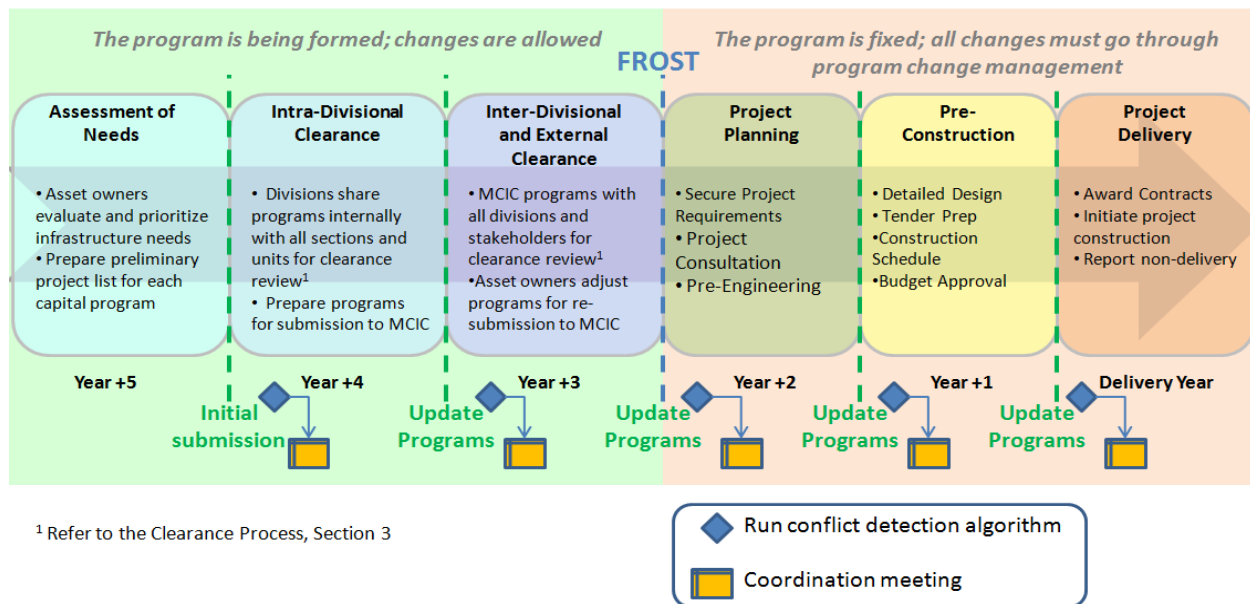 The program is being formed; changes are allowed
The program is fixed; all changes must go through
program change management
FROST
Assessment of
Needs
• Asset owners
evaluate and prioritize
infrastructure needs
• Prepare preliminary
project list for each
capital program
Intra-Divisional
Clearance
• Divisions share
programs internally
with all sections and
units for clearance
review1
• Prepare programs
for submission to MCIC
Inter-Divisional
and External
Clearance
• MCIC programs with
all divisions and
stakeholders for
clearance review1
•Asset owners adjust
programs for re-
submission to MCIC
Project
Planning
• Secure Project
Requirements
• Project
Consultation
• Pre-Engineering
Pre-
Construction
• Detailed Design
• Tender Prep
•Construction
Schedule
•Budget Approval
Project
Delivery
• Award Contracts
• Initiate project
construction
• Report non-delivery
Year +5
Year +4
Year +3
Year +2
Year +1
Delivery Year
Initial
submission
Update
Programs
Update
Programs
Update
Programs
Update
Programs
1 Refer to the Clearance Process, Section 3
Run conflict detection algorithm
Coordination meeting